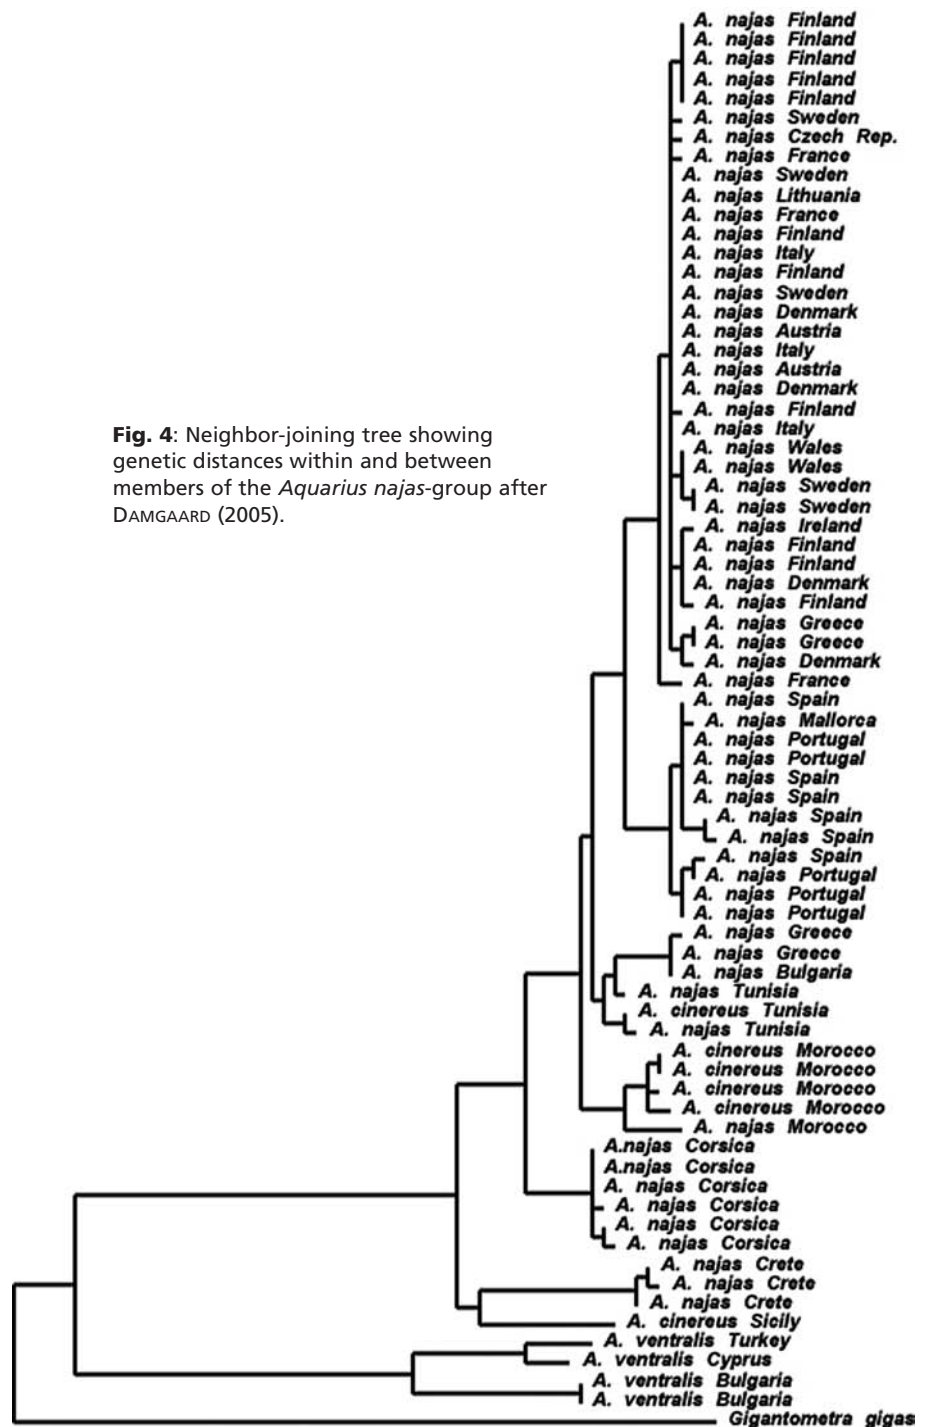 A. najas Finland
A. najas Finland
A. najas Finland
A. najas Finland
A. najas Finland
A. najas Sweden
A. najas Czech Rep.
A. najas France
A. najas Sweden
A. najas Lithuania
A. najas France
A. najas Finland
A. najas Italy
A. najas Finland
A. najas Sweden
A. najas Denmark
A. najas Austria
A. najas Italy
A. najas Austria
A. najas Denmark
A. najas Finland
A. najas Italy
A. najas Wales
A. najas Wales
A. najas Sweden
A. najas Sweden
A. najas Ireland
A. najas Finland
A. najas Finland
A. najas Denmark
A. najas Finland
A. najas Greece
A. najas Greece
A. najas Denmark
A. najas France
A. najas Spain
A. najas Mallorca
A. najas Portugal
A. najas Portugal
A. najas Spain
A. najas Spain
A. najas Spain
A. najas Spain
A. najas Spain
A. najas Portugal
A. najas Portugal
A. najas Portugal
A. najas Greece
A. najas Greece
A. najas Bulgaria
A. najas Tunisia
A. cinereus Tunisia
A. najas Tunisia
A. cinereus Morocco
A. cinereus Morocco
A. cinereus Morocco
A. cinereus Morocco
A. najas Morocco
A.najas Corsica
A.najas Corsica
A. najas Corsica
A. najas Corsica
A. najas Corsica
A. najas Corsica
A. najas Crete
A. najas Crete
A. najas Crete
A. cinereus Sicily
A. ventralis Turkey
A. ventralis Cyprus
A. ventralis Bulgaria
A. ventralis Bulgaria
Gigantometra gigas
Fig. 4: Neighbor-joining tree showing
genetic distances within and between
members of the Aquarius najas-group after
DAMGAARD (2005).